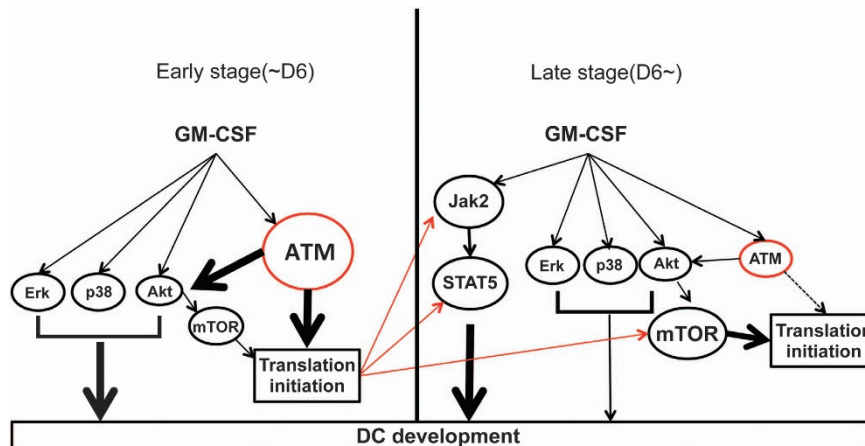 Early stage(~D6)
GM-CSF
ATM
Erk
p38
Akt
mTOR
Translation
initiation
Late stage(D6~)
GM-CSF
Jak2
STAT5
Erk
p38
Akt
ATM
mTOR
Translation
initiation
DC development